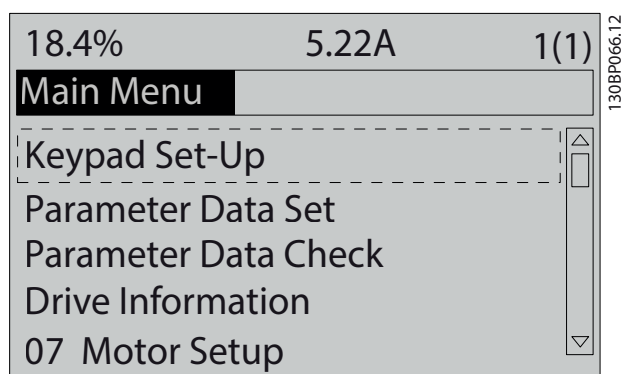 18.4% 5.22A 1(1)
Main Menu
Keypad Set-Up
Parameter Data Set
Parameter Data Check
Drive Information
07 Motor Setup
130BP066.12